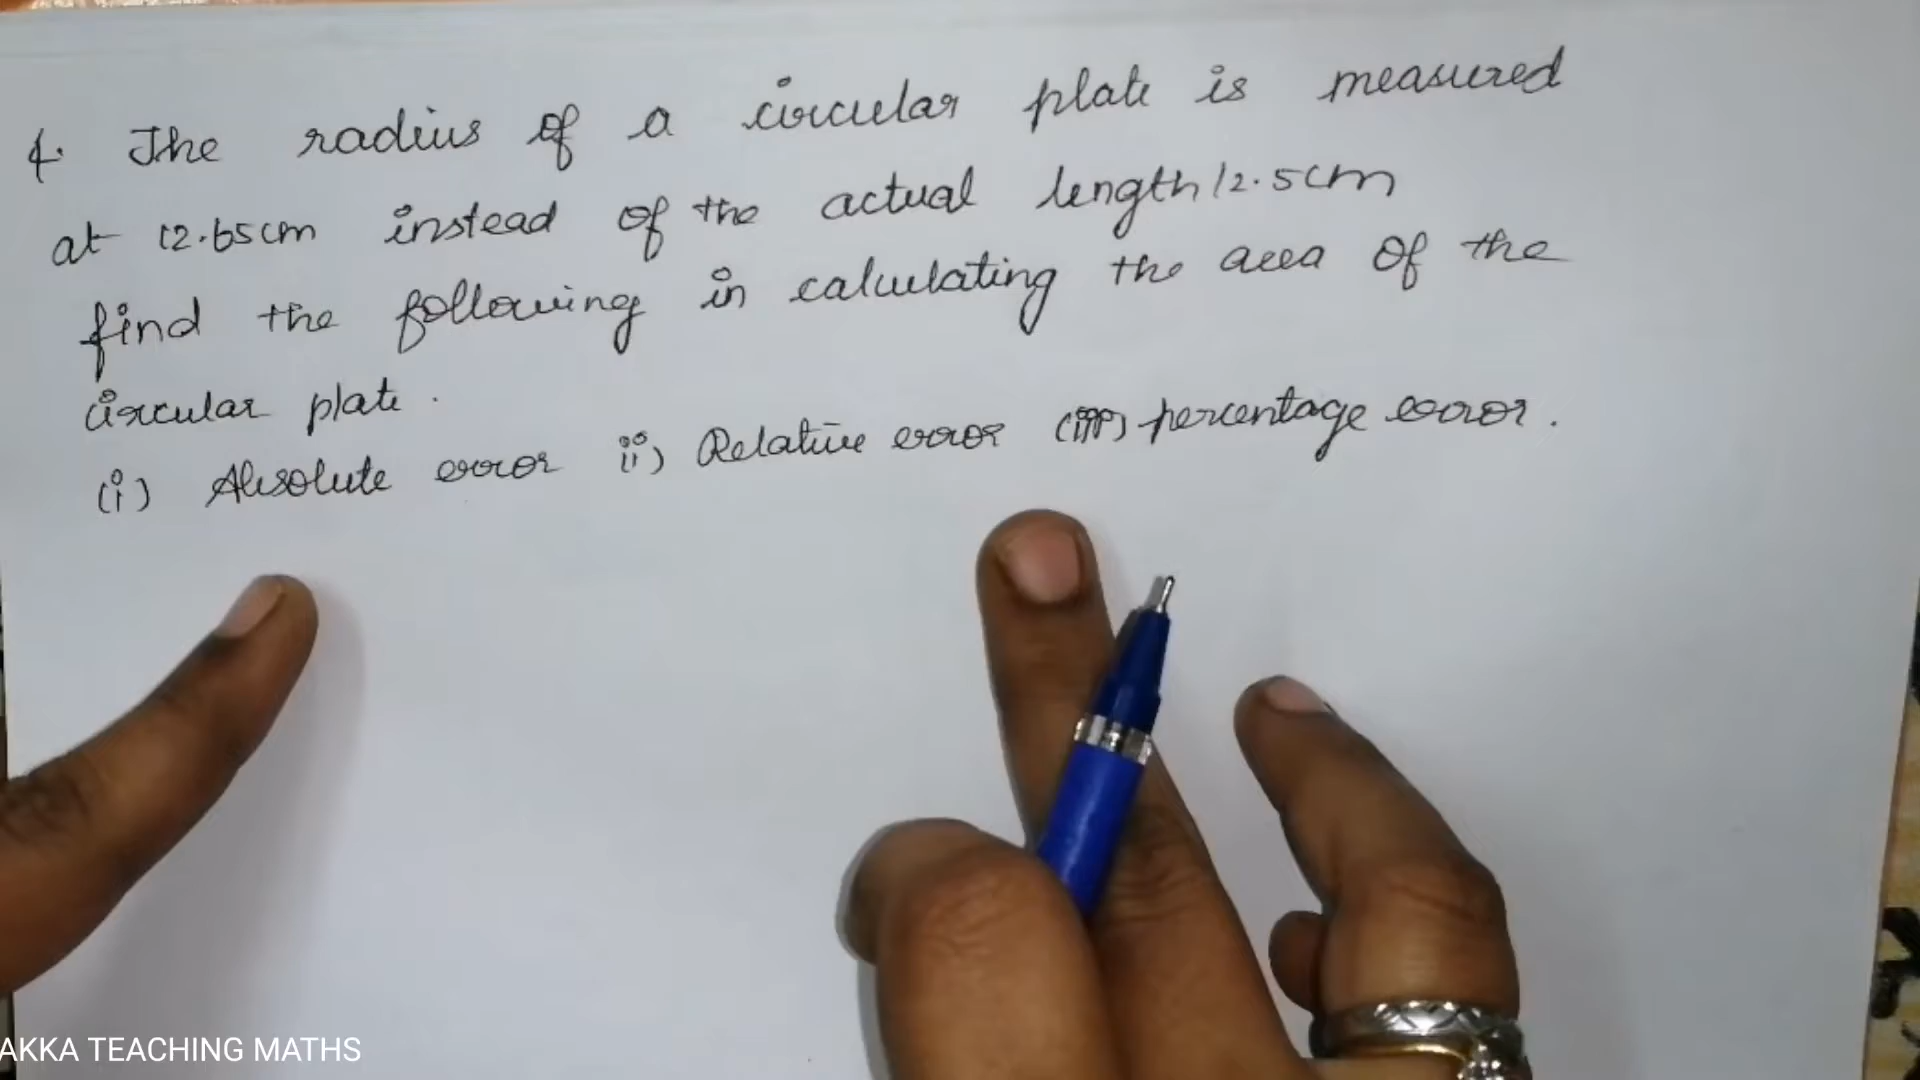 4. The radius of a circular plate is measured
at 12.65cm instead of the actual length 12.5cm
find the following in calculating the area of the
circular plate.
(i) Absolute error ii) Relative error (iii) percentage error.
AKKA TEACHING MATHS